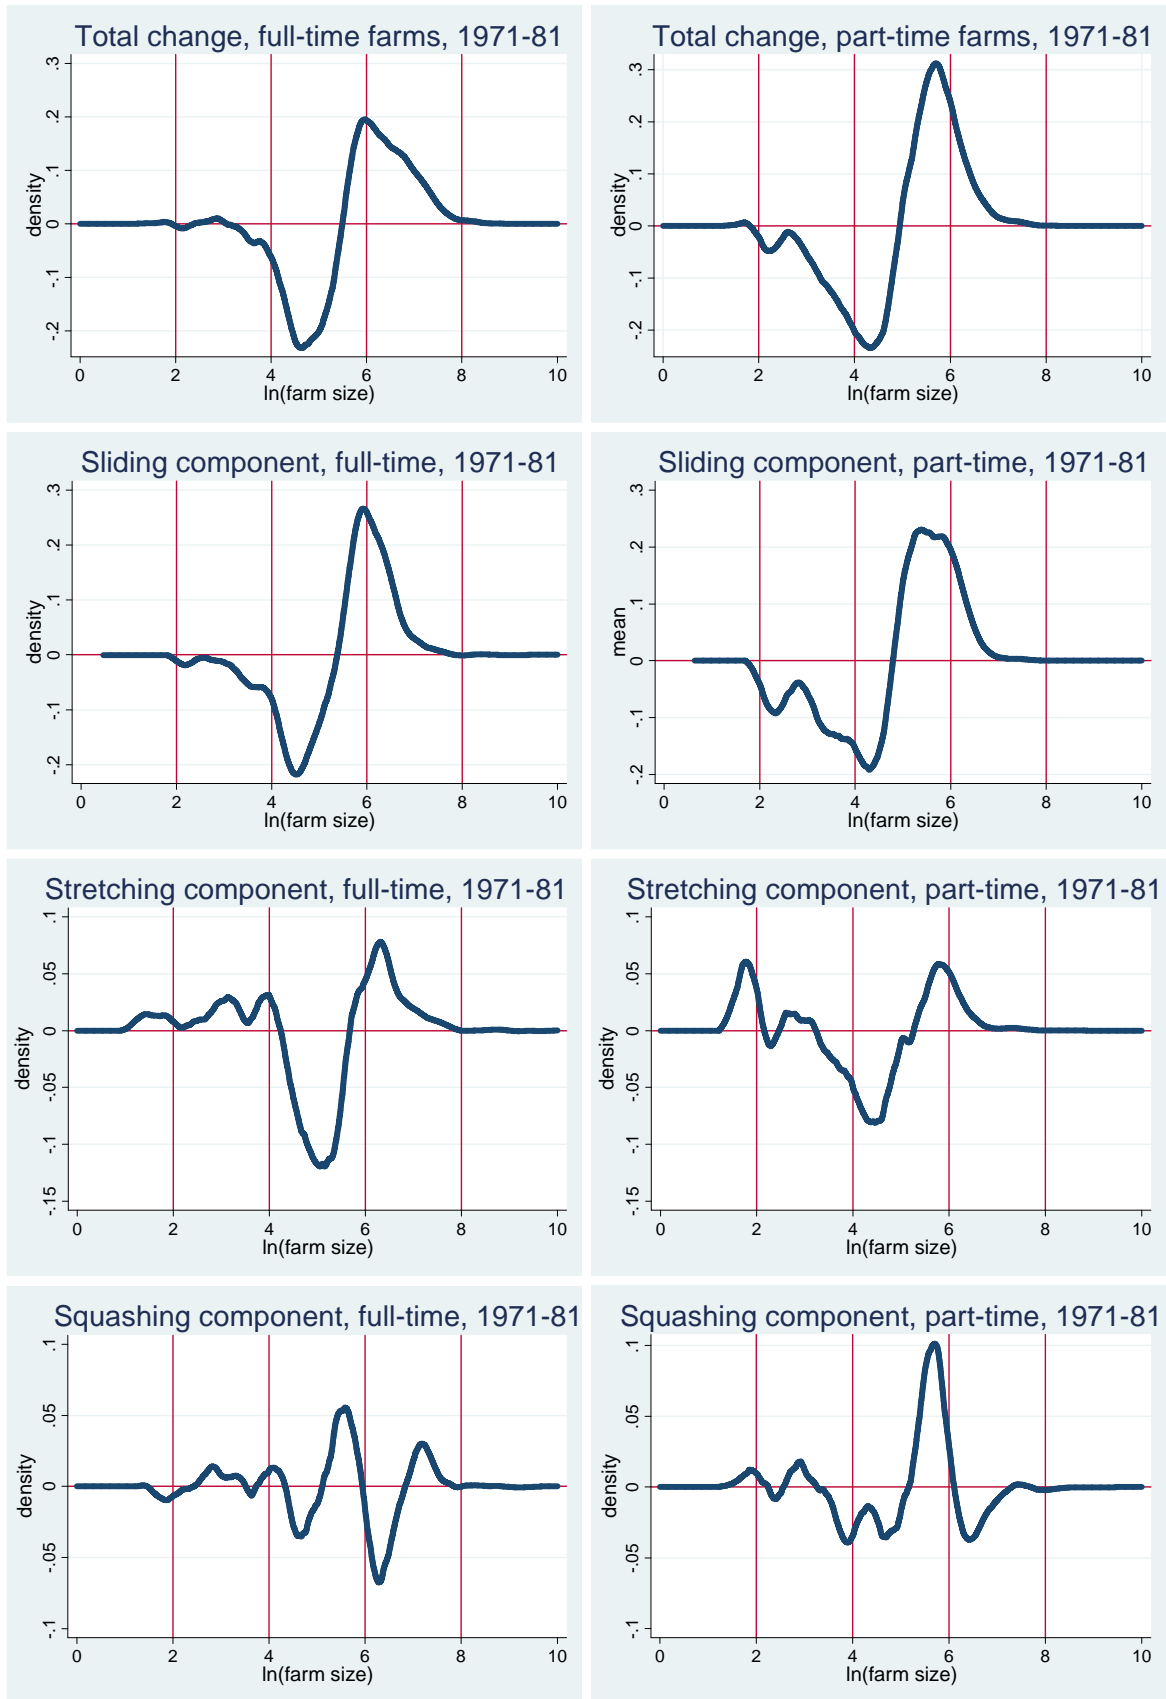 Total change, full-time farms, 1971-81
density
.3
.2
.1
0
-.1
-.2
0 2 4 6 8 10
ln(farm size)
Total change, part-time farms, 1971-81
density
.3
.2
.1
0
-.1
-.2
0 2 4 6 8 10
ln(farm size)
Sliding component, full-time, 1971-81
density
.3
.2
.1
0
-.1
-.2
0 2 4 6 8 10
ln(farm size)
Sliding component, part-time, 1971-81
mean
.3
.2
.1
0
-.1
-.2
0 2 4 6 8 10
ln(farm size)
Stretching component, full-time, 1971-81
density
.1
.05
0
-.05
-.1
-.15
0 2 4 6 8 10
ln(farm size)
Stretching component, part-time, 1971-81
density
.1
.05
0
-.05
-.1
-.15
0 2 4 6 8 10
ln(farm size)
Squashing component, full-time, 1971-81
density
.1
.05
0
-.05
-.1
0 2 4 6 8 10
ln(farm size)
Squashing component, part-time, 1971-81
density
.1
.05
0
-.05
-.1
0 2 4 6 8 10
ln(farm size)